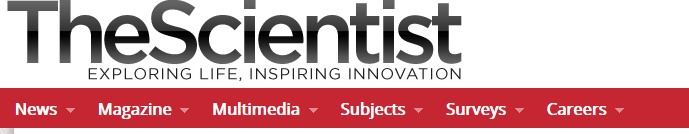 TheScientist
EXPLORING LIFE, INSPIRING INNOVATION
News Magazine Multimedia Subjects Surveys Careers